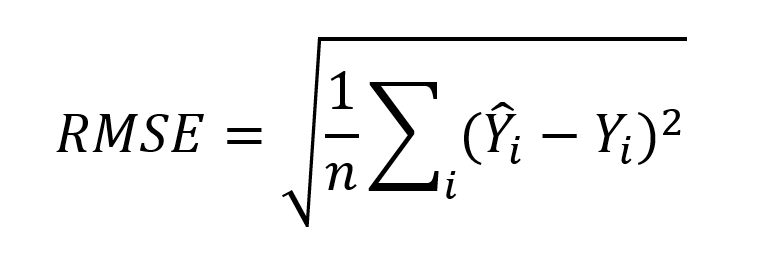 RMSE = √(1/n ∑ᵢ (Ŷᵢ − Yᵢ)²)